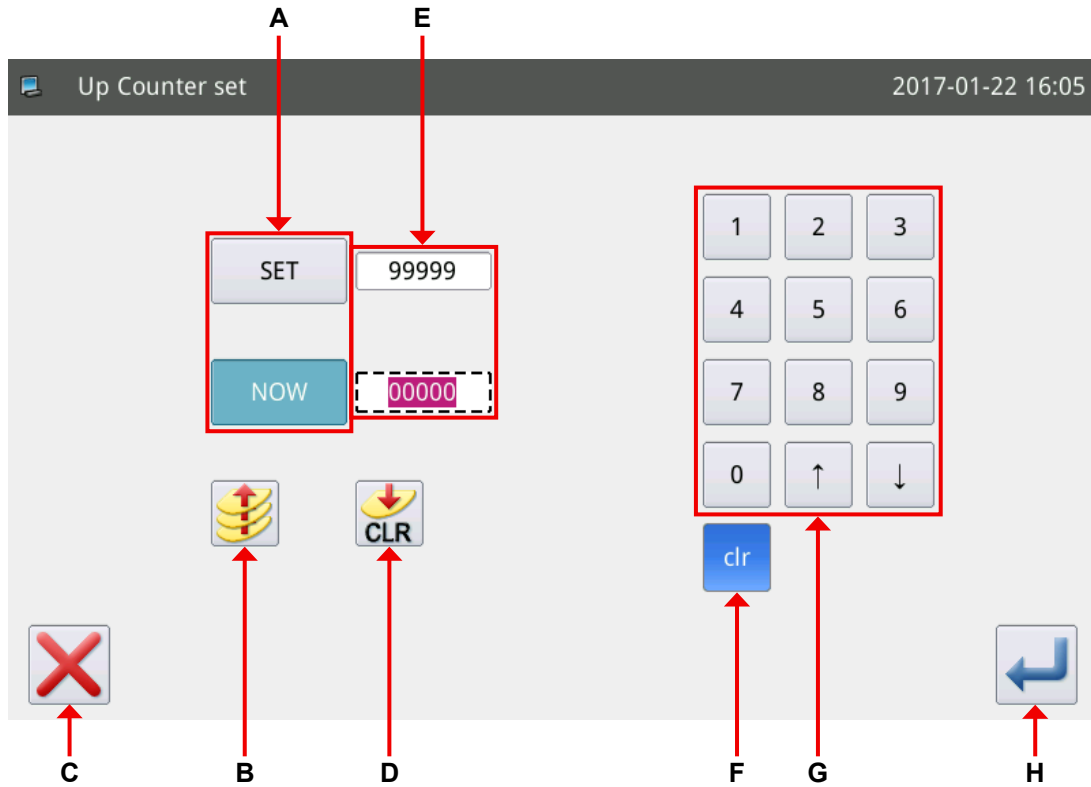 A E
Up Counter set 2017-01-22 16:05
SET 99999
NOW 00000
CLR
1 2 3
4 5 6
7 8 9
0 ↑ ↓
clr
C B D F G H